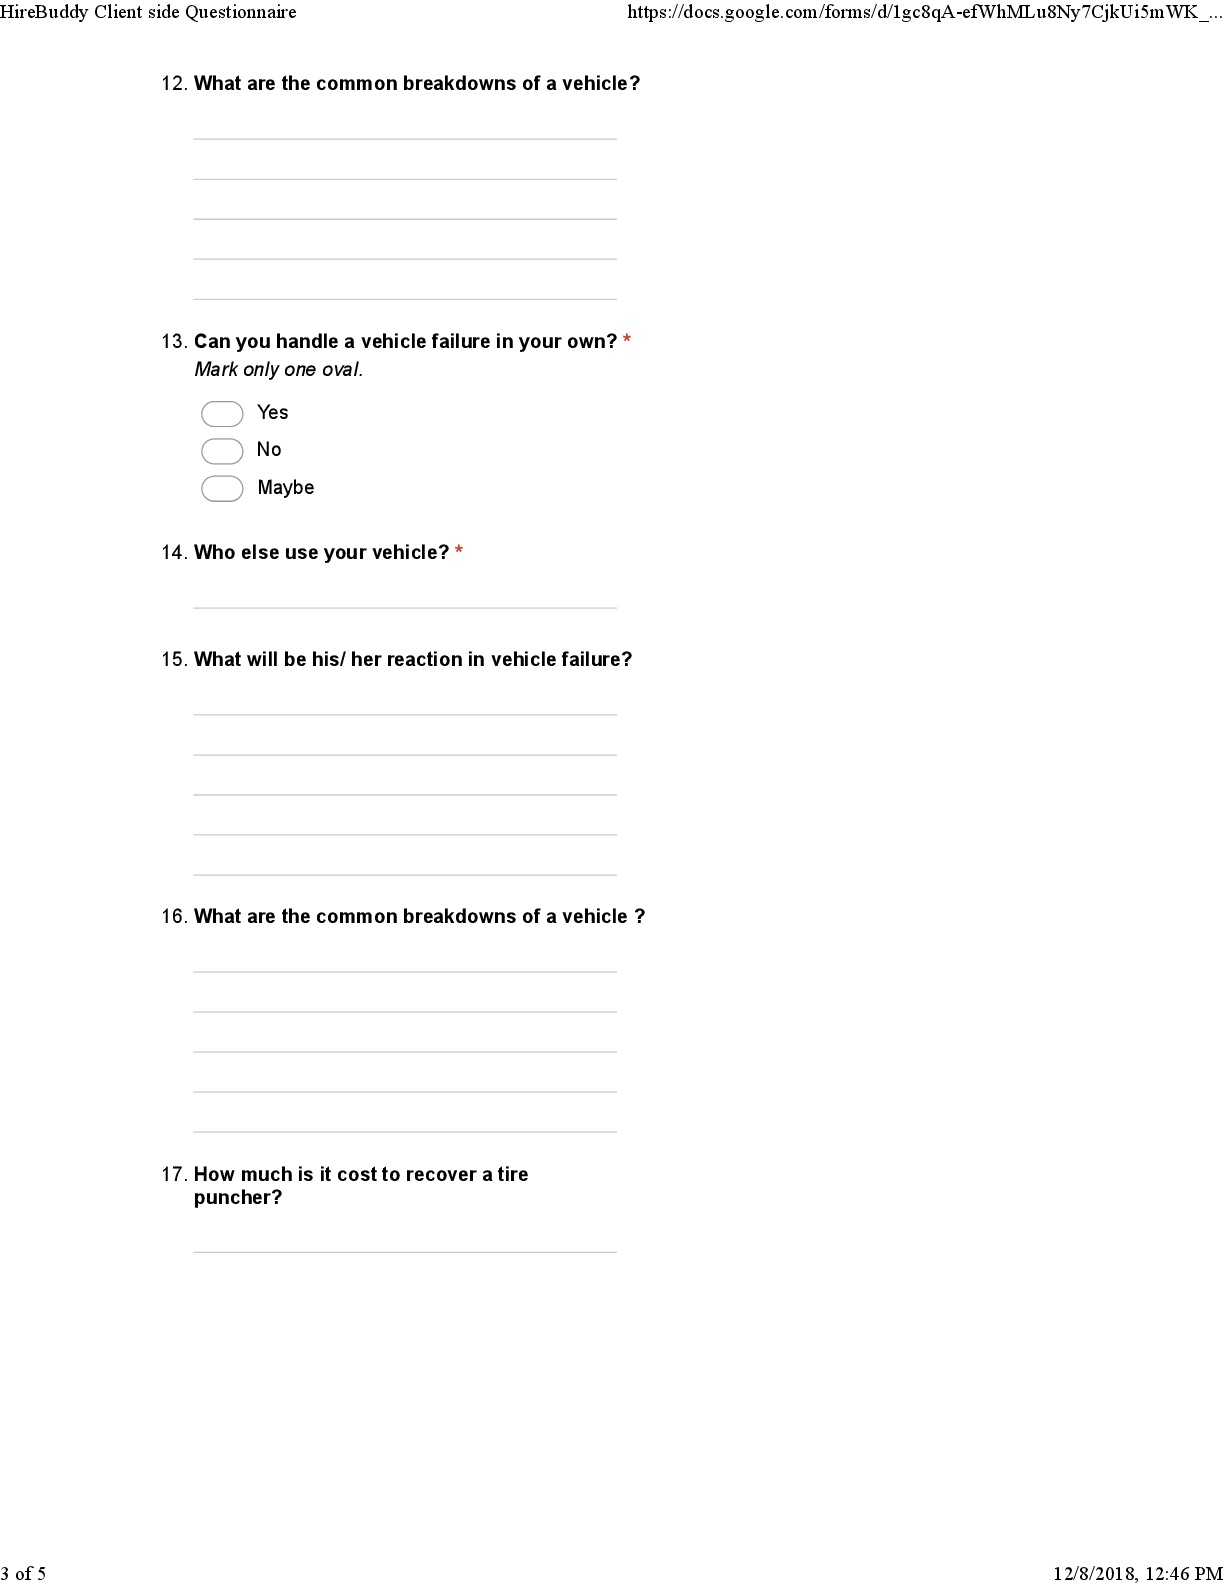 HireBuddy Client side Questionnaire https://docs.google.com/forms/d/1gc8qA-efWhMLu8Ny7CjkUi5mWK_...
12. What are the common breakdowns of a vehicle?
13. Can you handle a vehicle failure in your own? *
Mark only one oval.
Yes
No
Maybe
14. Who else use your vehicle? *
15. What will be his/ her reaction in vehicle failure?
16. What are the common breakdowns of a vehicle ?
17. How much is it cost to recover a tire
puncher?
3 of 5 12/8/2018, 12:46 PM